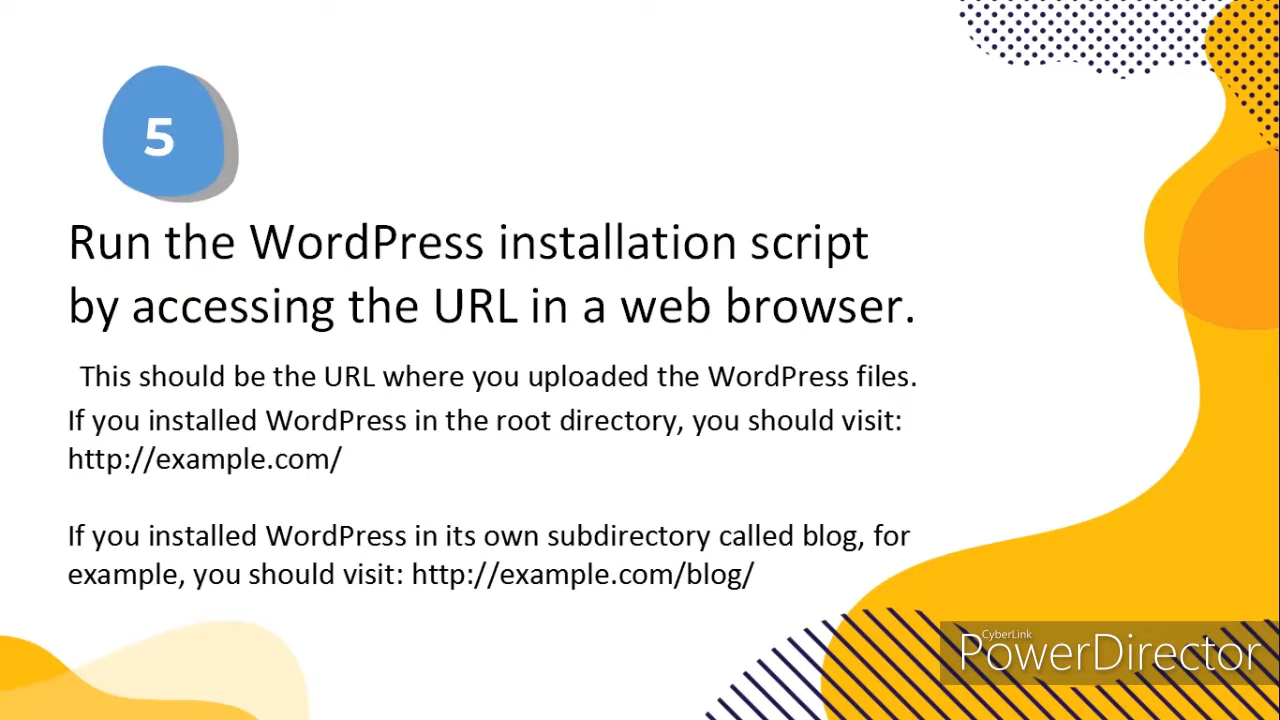 5
Run the WordPress installation script
by accessing the URL in a web browser.
This should be the URL where you uploaded the WordPress files.
If you installed WordPress in the root directory, you should visit:
http://example.com/
If you installed WordPress in its own subdirectory called blog, for
example, you should visit: http://example.com/blog/
CyberLink
PowerDirector